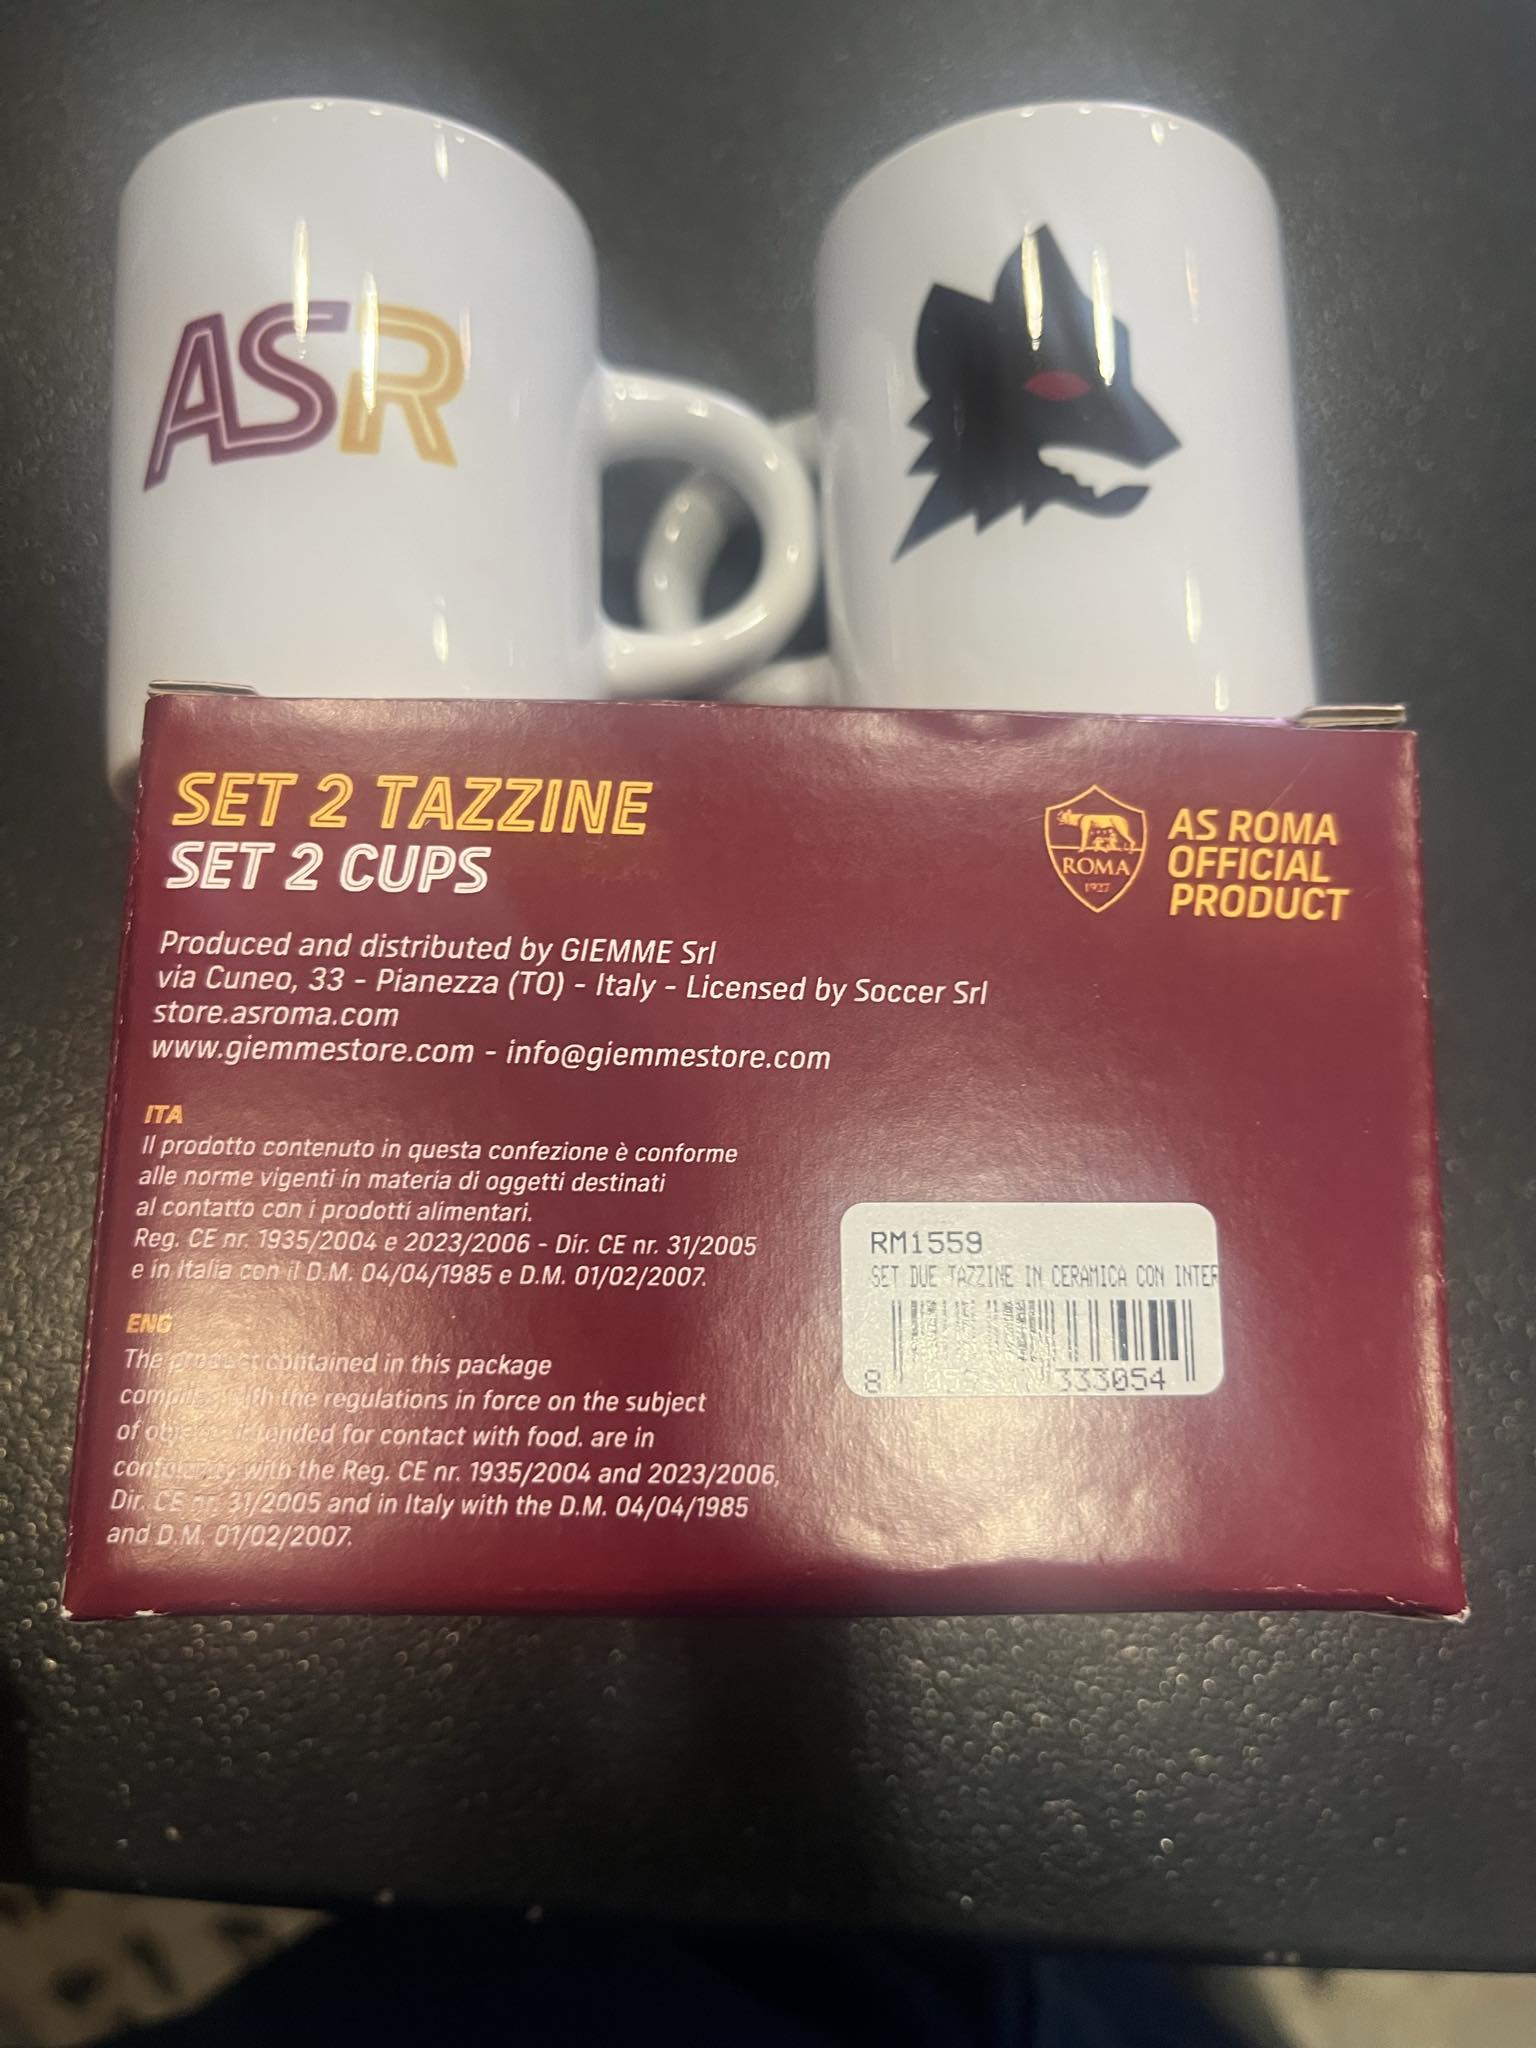 ASR
SET 2 TAZZINE
SET 2 CUPS
ROMA
1927
AS ROMA
OFFICIAL
PRODUCT
Produced and distributed by GIEMME Srl
via Cuneo, 33 - Pianezza (TO) - Italy - Licensed by Soccer Srl
store.asroma.com
www.giemmestore.com - info@giemmestore.com
ITA
Il prodotto contenuto in questa confezione è conforme
alle norme vigenti in materia di oggetti destinati
al contatto con i prodotti alimentari.
Reg. CE nr. 1935/2004 e 2023/2006 - Dir. CE nr. 31/2005
e in Italia con il D.M. 04/04/1985 e D.M. 01/02/2007.
ENG
The product contained in this package
complies with the regulations in force on the subject
of objects intended for contact with food. are in
conformity with the Reg. CE nr. 1935/2004 and 2023/2006,
Dir. CE nr. 31/2005 and in Italy with the D.M. 04/04/1985
and D.M. 01/02/2007.
RM1559
SET DUE TAZZINE IN CERAMICA CON INTER
8 333054